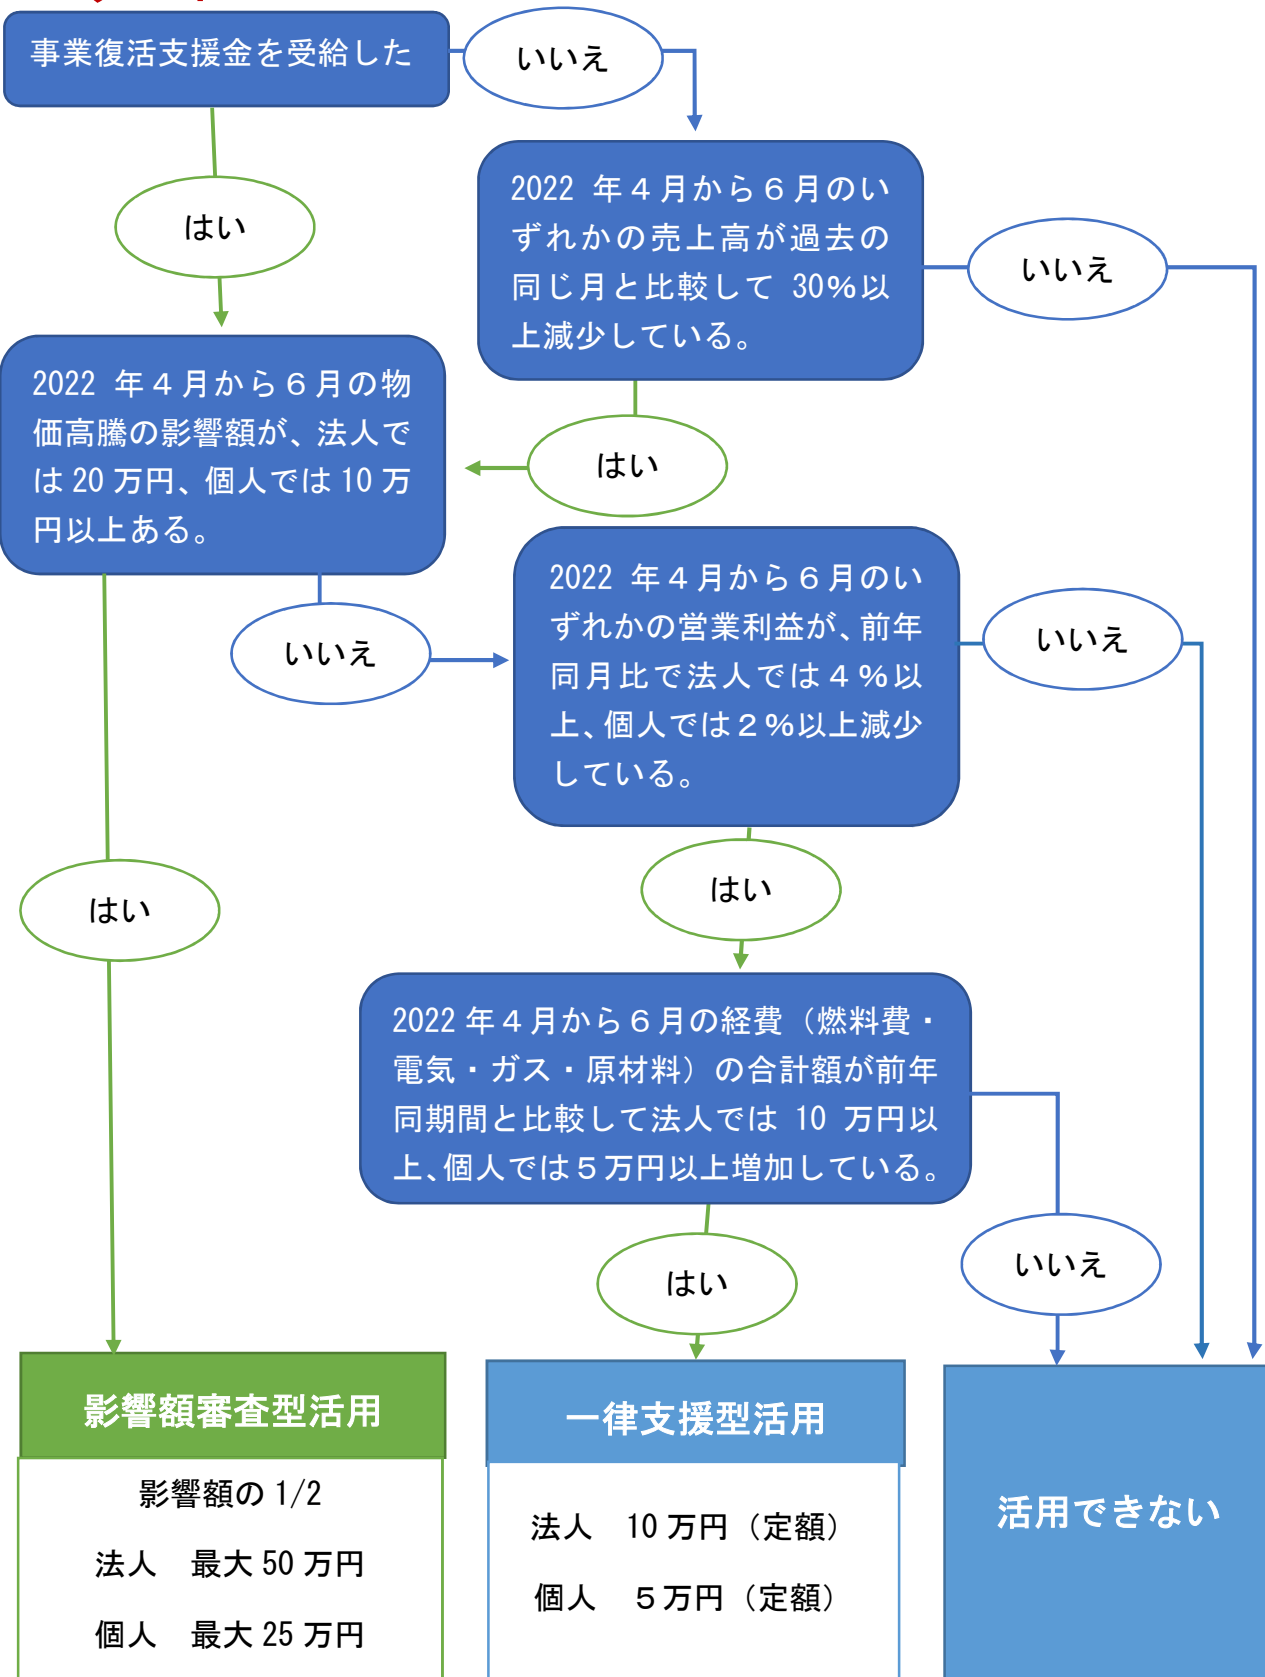 事業復活支援金を受給した
いいえ
はい
2022 年４月から６月のい
ずれかの売上高が過去の
同じ月と比較して 30％以
上減少している。
いいえ
はい
2022 年４月から６月の物
価高騰の影響額が、法人で
は 20 万円、個人では 10 万
円以上ある。
いいえ
はい
2022 年４月から６月のい
ずれかの営業利益が、前年
同月比で法人では４％以
上、個人では２％以上減少
している。
いいえ
はい
2022 年４月から６月の経費（燃料費・
電気・ガス・原材料）の合計額が前年
同期間と比較して法人では 10 万円以
上、個人では５万円以上増加している。
いいえ
はい
影響額審査型活用
影響額の 1/2
法人　最大 50 万円
個人　最大 25 万円
一律支援型活用
法人　10 万円（定額）
個人　５万円（定額）
活用できない